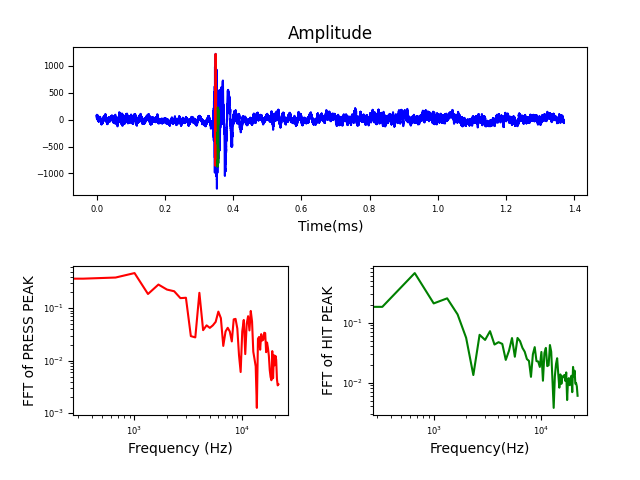 Amplitude
1000
500
0
−500
−1000
0.0 0.2 0.4 0.6 0.8 1.0 1.2 1.4
Time(ms)
FFT of PRESS PEAK
10⁻¹
10⁻²
10⁻³
10³ 10⁴
Frequency (Hz)
FFT of HIT PEAK
10⁻¹
10⁻²
10³ 10⁴
Frequency(Hz)